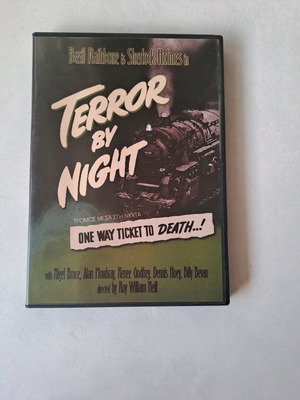 Basil Rathbone is Sherlock Holmes in
TERROR
BY
NIGHT
ΤΡΟΜΟΣ ΜΕΣΑ ΣΤΗ ΝΥΧΤΑ
ONE WAY TICKET TO DEATH...!
with Nigel Bruce, Alan Mowbray, Renee Godfrey, Dennis Hoey, Billy Bevan
directed by Roy William Neill